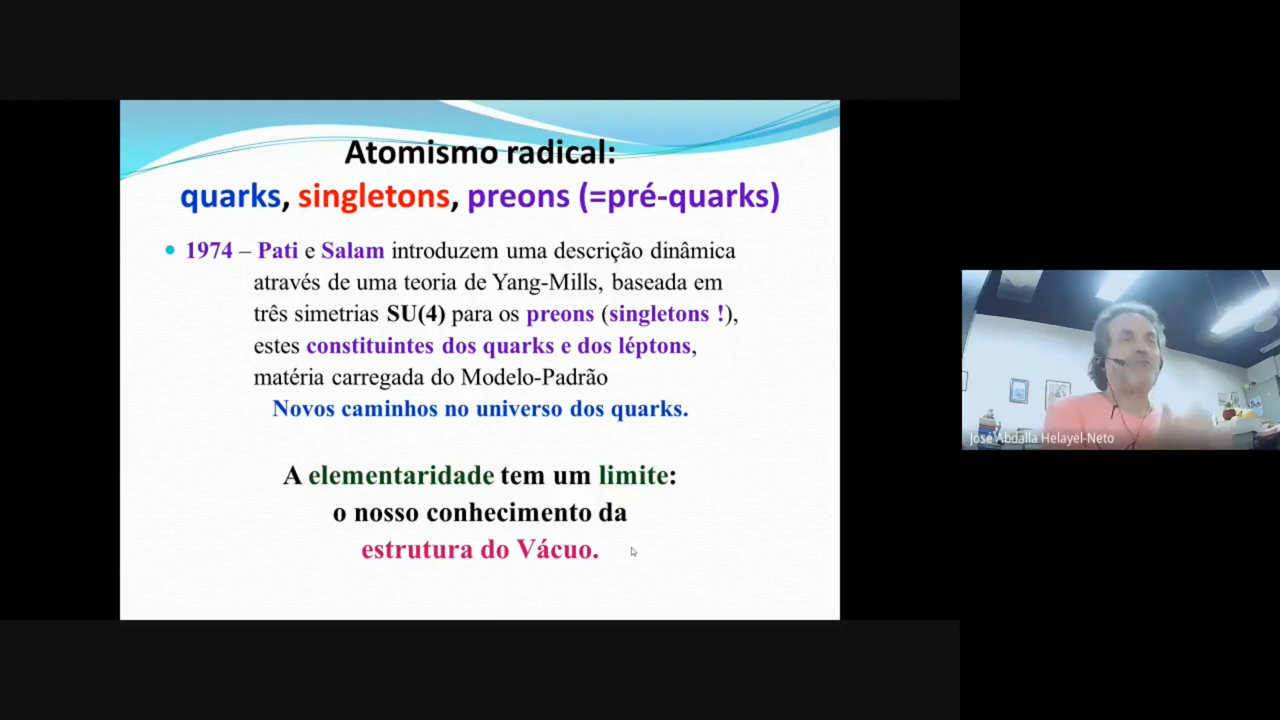 Atomismo radical:
quarks, singletons, preons (=pré-quarks)
• 1974 – Pati e Salam introduzem uma descrição dinâmica
através de uma teoria de Yang-Mills, baseada em
três simetrias SU(4) para os preons (singletons !),
estes constituintes dos quarks e dos léptons,
matéria carregada do Modelo-Padrão
Novos caminhos no universo dos quarks.
A elementaridade tem um limite:
o nosso conhecimento da
estrutura do Vácuo.
José Abdalla Helayël-Neto